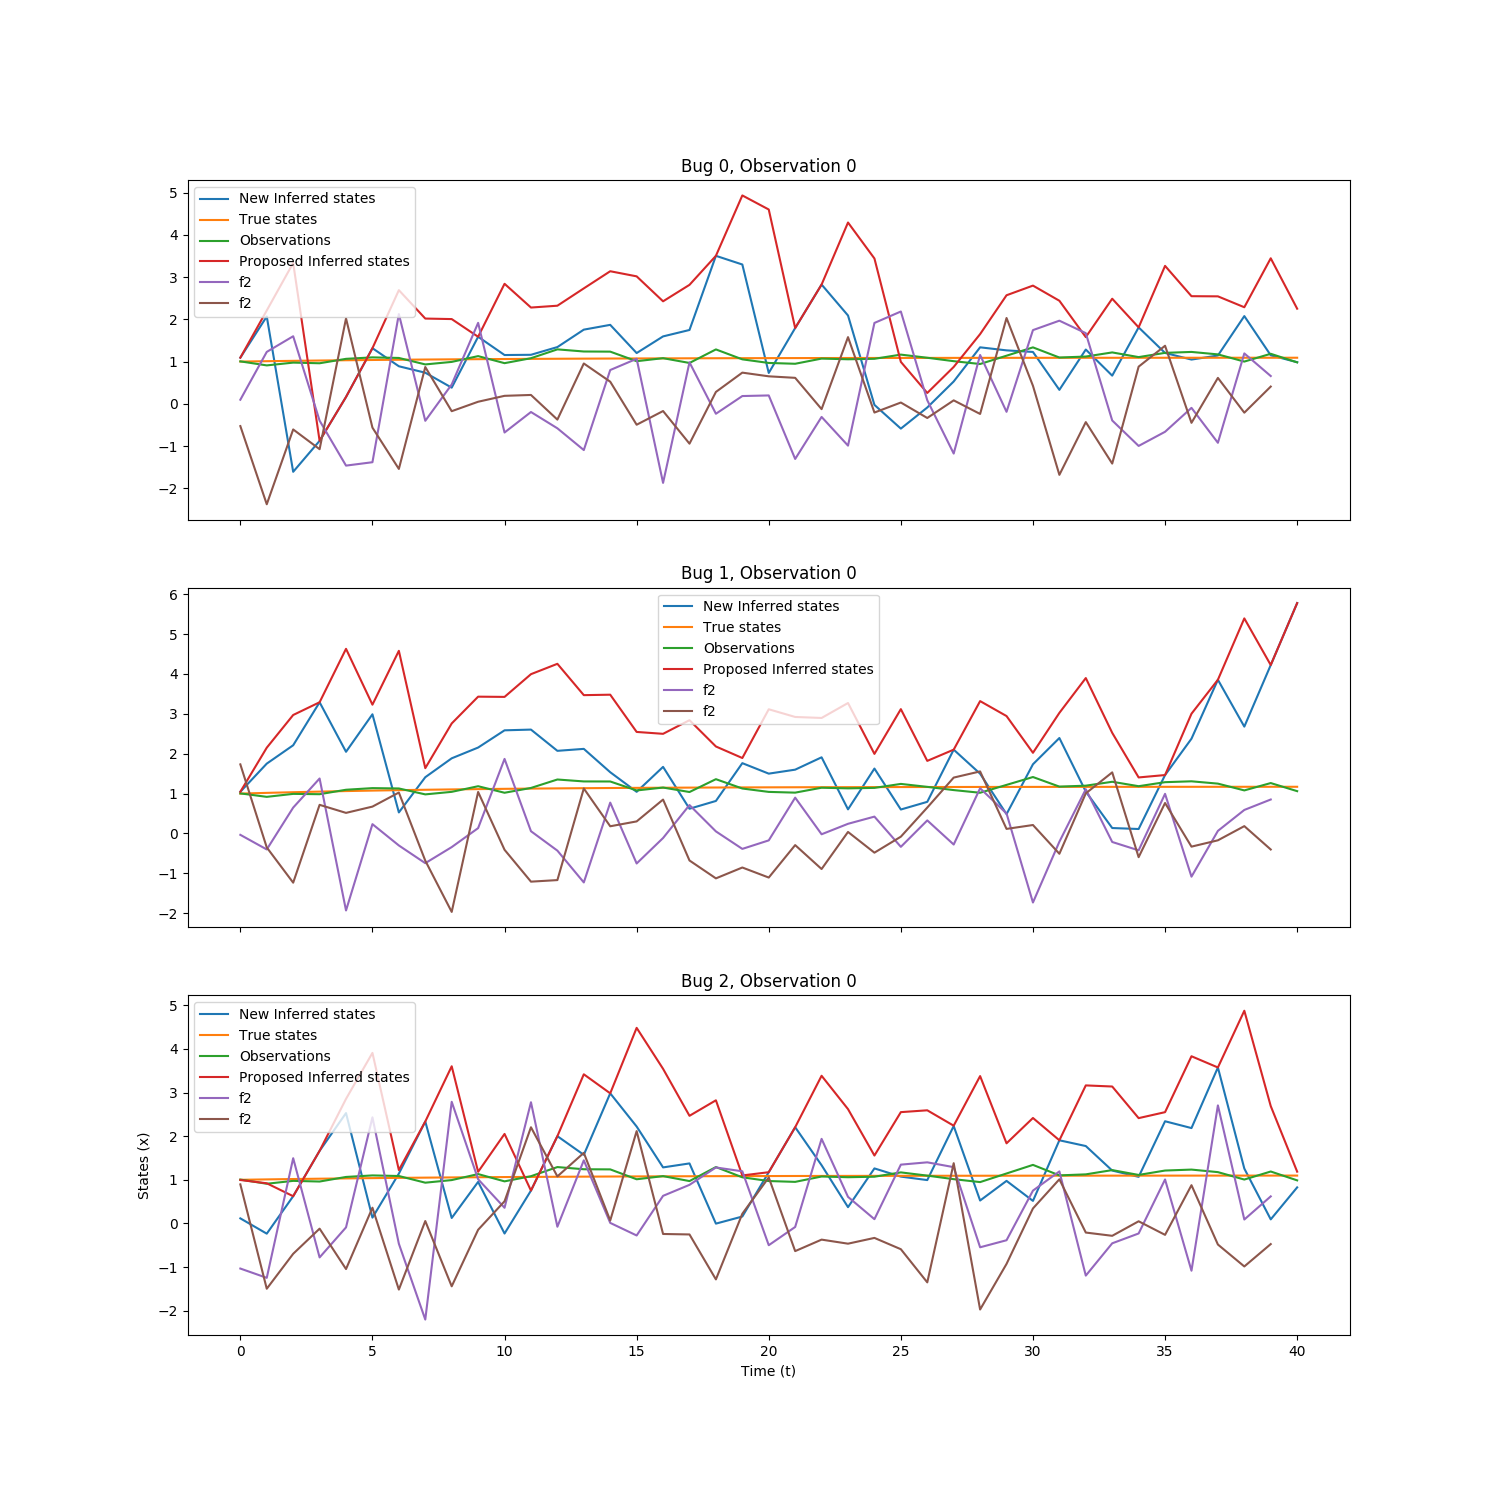 Bug 0, Observation 0
5
4
3
2
1
0
−1
−2
New Inferred states
True states
Observations
Proposed Inferred states
f2
f2
Bug 1, Observation 0
6
5
4
3
2
1
0
−1
−2
New Inferred states
True states
Observations
Proposed Inferred states
f2
f2
Bug 2, Observation 0
States (x)
5
4
3
2
1
0
−1
−2
New Inferred states
True states
Observations
Proposed Inferred states
f2
f2
0 5 10 15 20 25 30 35 40
Time (t)